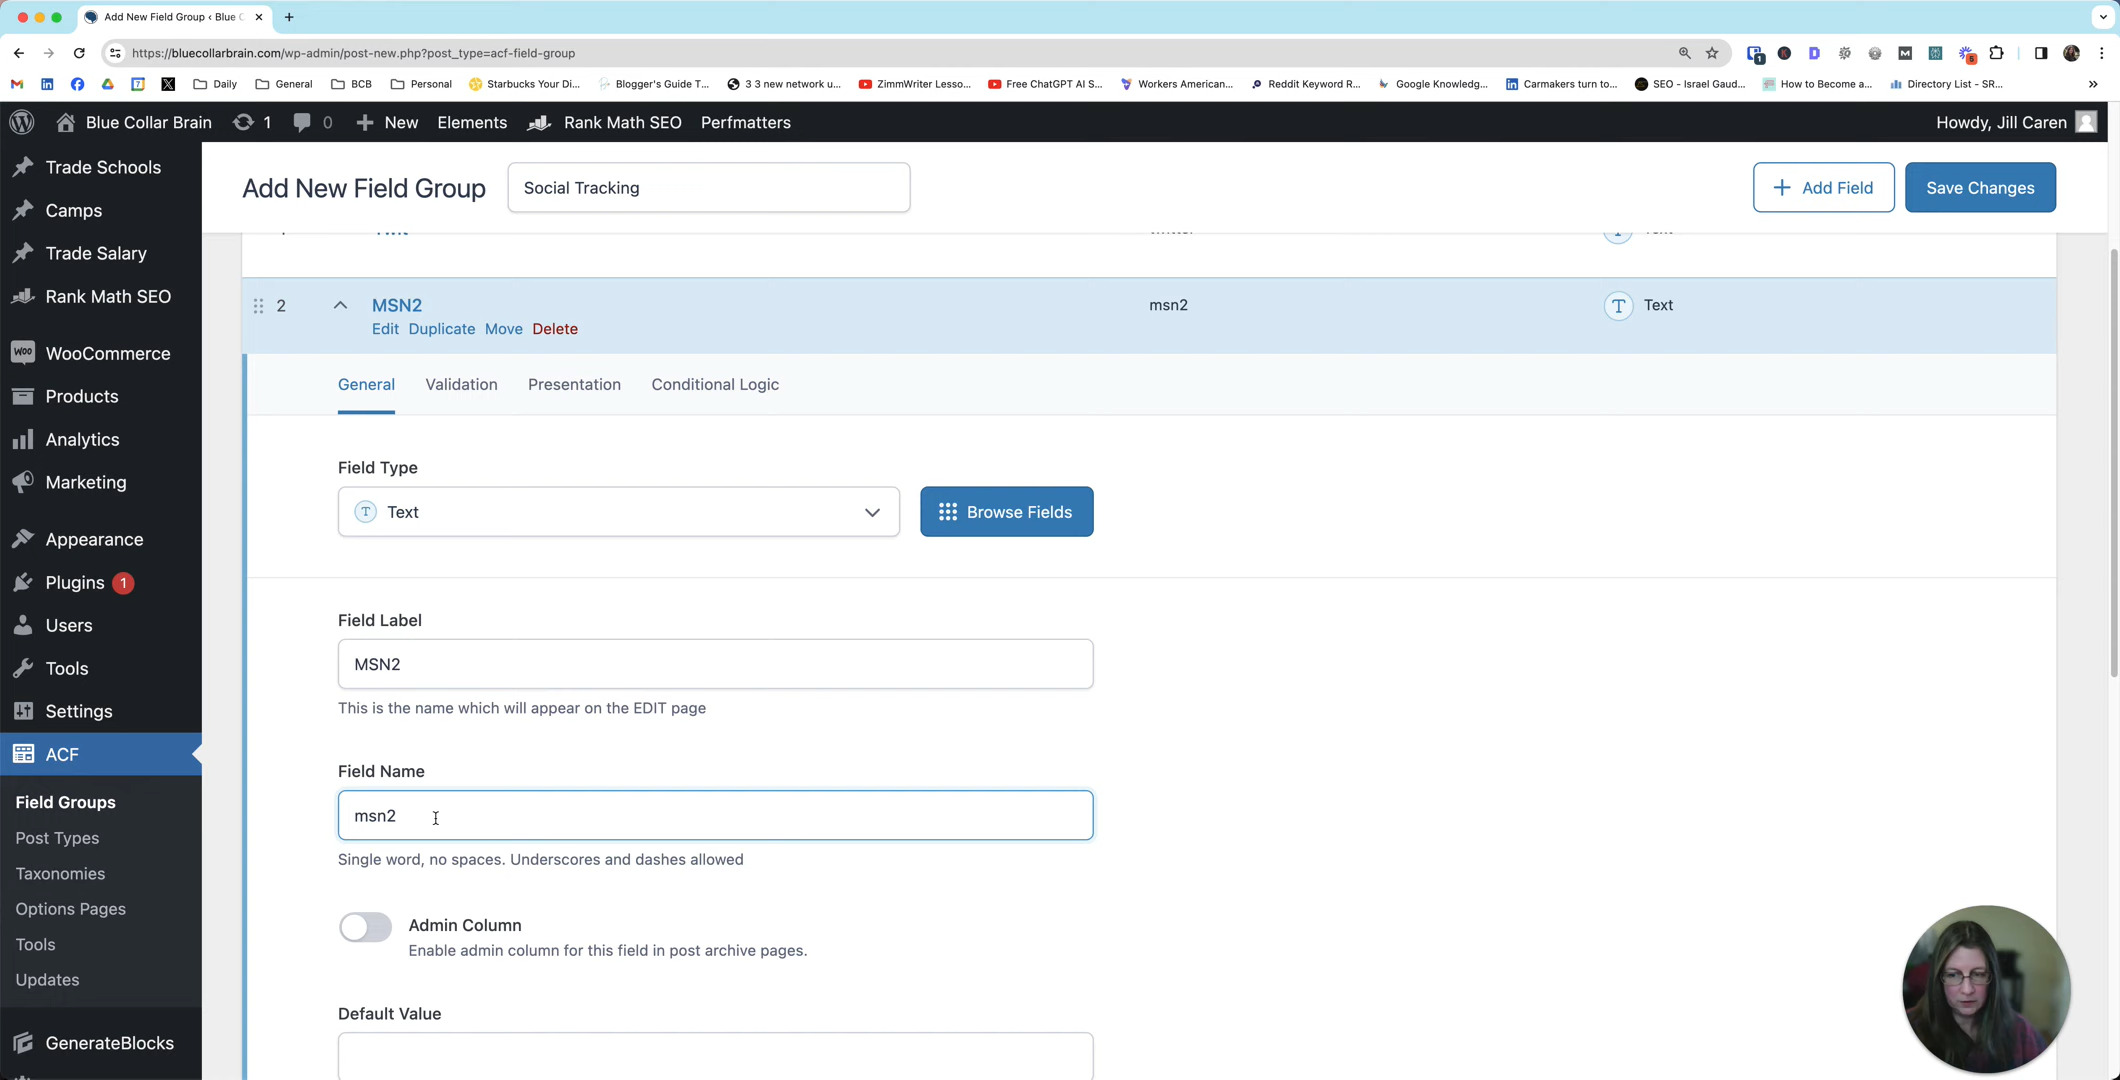 Add New Field Group ‹ Blue C
https://bluecollarbrain.com/wp-admin/post-new.php?post_type=acf-field-group
Daily
General
BCB
Personal
Starbucks Your Di...
Blogger's Guide T...
3 3 new network u...
ZimmWriter Lesso...
Free ChatGPT AI S...
Workers American...
Reddit Keyword R...
Google Knowledg...
Carmakers turn to...
SEO - Israel Gaud...
How to Become a...
Directory List - SR...
Blue Collar Brain
1
0
New
Elements
Rank Math SEO
Perfmatters
Howdy, Jill Caren
Trade Schools
Camps
Trade Salary
Rank Math SEO
WooCommerce
Products
Analytics
Marketing
Appearance
Plugins 1
Users
Tools
Settings
ACF
Field Groups
Post Types
Taxonomies
Options Pages
Tools
Updates
GenerateBlocks
Add New Field Group
Social Tracking
Add Field
Save Changes
2
MSN2
msn2
T Text
Edit Duplicate Move Delete
General
Validation
Presentation
Conditional Logic
Field Type
T Text
Browse Fields
Field Label
MSN2
This is the name which will appear on the EDIT page
Field Name
msn2
Single word, no spaces. Underscores and dashes allowed
Admin Column
Enable admin column for this field in post archive pages.
Default Value